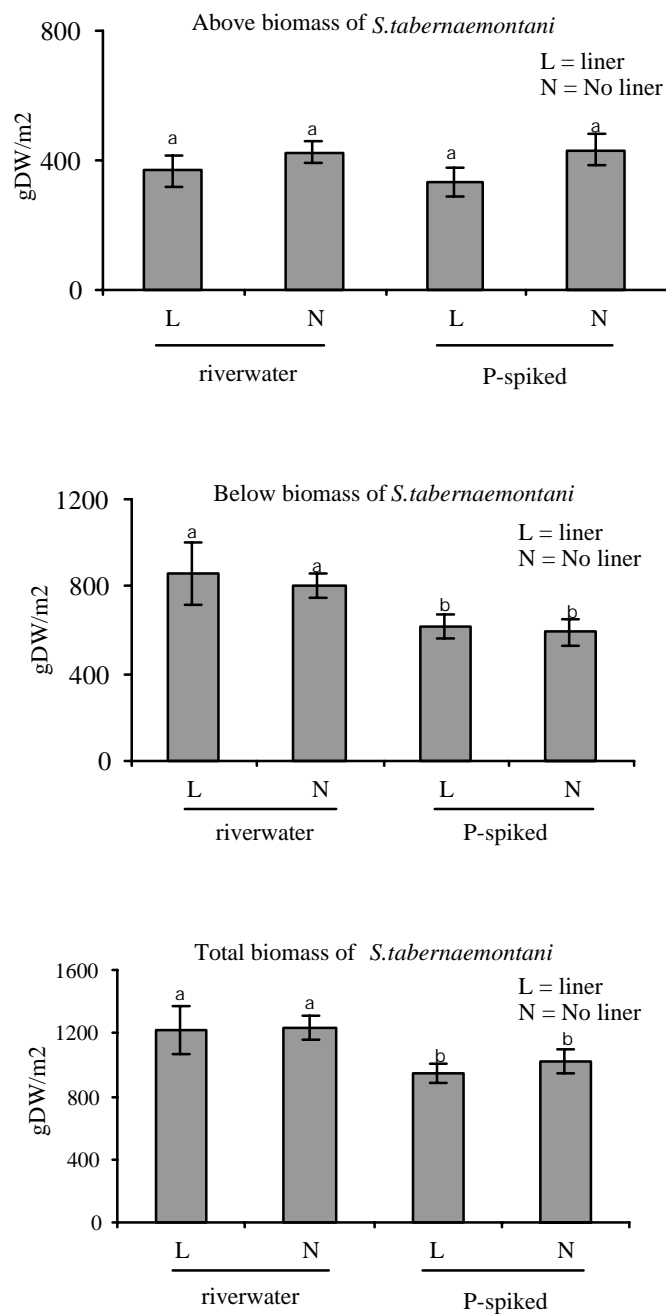 Above biomass of S.tabernaemontani
800
L = liner
N = No liner
a
a
a
a
400
gDW/m2
0
L
N
L
N
riverwater
P-spiked
Below biomass of S.tabernaemontani
1200
L = liner
N = No liner
a
a
b
b
800
gDW/m2
400
0
L
N
L
N
riverwater
P-spiked
Total biomass of S.tabernaemontani
1600
L = liner
N = No liner
a
a
b
b
1200
gDW/m2
800
400
0
L
N
L
N
riverwater
P-spiked